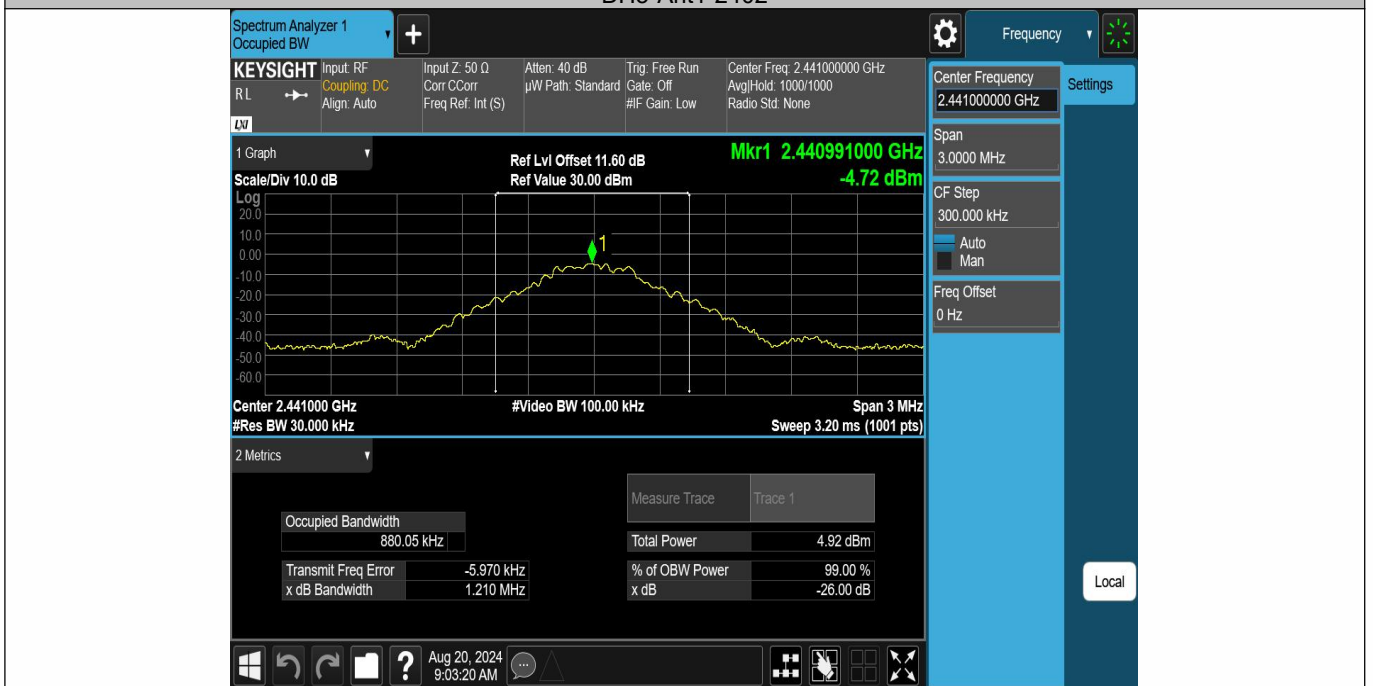 Spectrum Analyzer 1
Occupied BW
+
Frequency
KEYSIGHT Input: RF Input Z: 50 Ω Atten: 40 dB Trig: Free Run Center Freq: 2.441000000 GHz
RL Coupling: DC Corr CCorr µW Path: Standard Gate: Off Avg|Hold: 1000/1000
Align: Auto Freq Ref: Int (S) #IF Gain: Low Radio Std: None
LXI
Center Frequency
2.441000000 GHz
Settings
Span
3.0000 MHz
CF Step
300.000 kHz
Auto
Man
Freq Offset
0 Hz
Local
1 Graph
Ref Lvl Offset 11.60 dB
Mkr1 2.440991000 GHz
Scale/Div 10.0 dB
Ref Value 30.00 dBm
-4.72 dBm
Log
20.0
10.0
0.00
-10.0
-20.0
-30.0
-40.0
-50.0
-60.0
1
Center 2.441000 GHz #Video BW 100.00 kHz Span 3 MHz
#Res BW 30.000 kHz Sweep 3.20 ms (1001 pts)
2 Metrics
Measure Trace Trace 1
Occupied Bandwidth
880.05 kHz
Total Power 4.92 dBm
Transmit Freq Error -5.970 kHz % of OBW Power 99.00 %
x dB Bandwidth 1.210 MHz x dB -26.00 dB
? Aug 20, 2024
9:03:20 AM